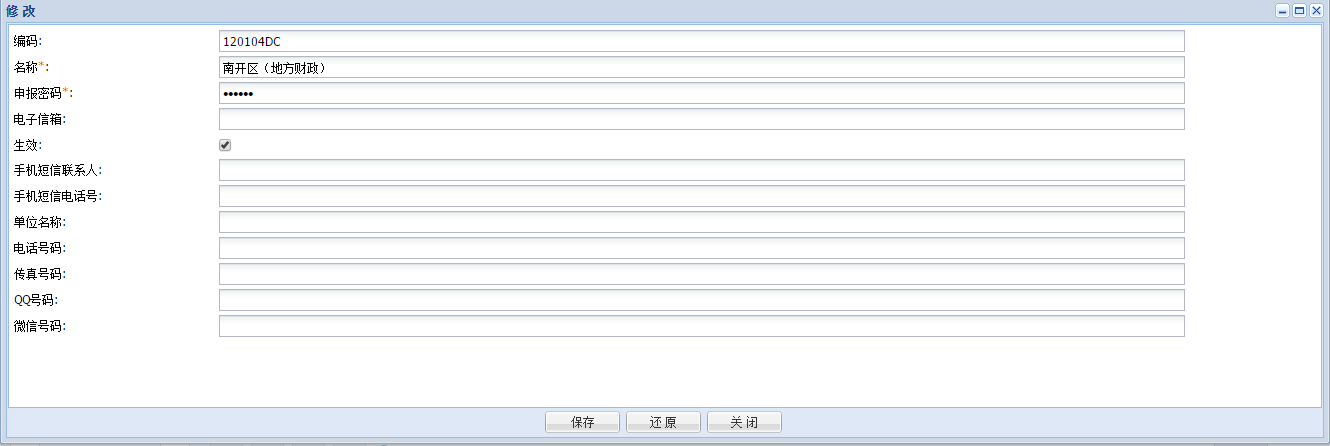 修 改
编码: 120104DC
名称*: 南开区（地方财政）
申报密码*: ••••••
电子信箱:
生效:
手机短信联系人:
手机短信电话号:
单位名称:
电话号码:
传真号码:
QQ号码:
微信号码:
保存 还 原 关 闭